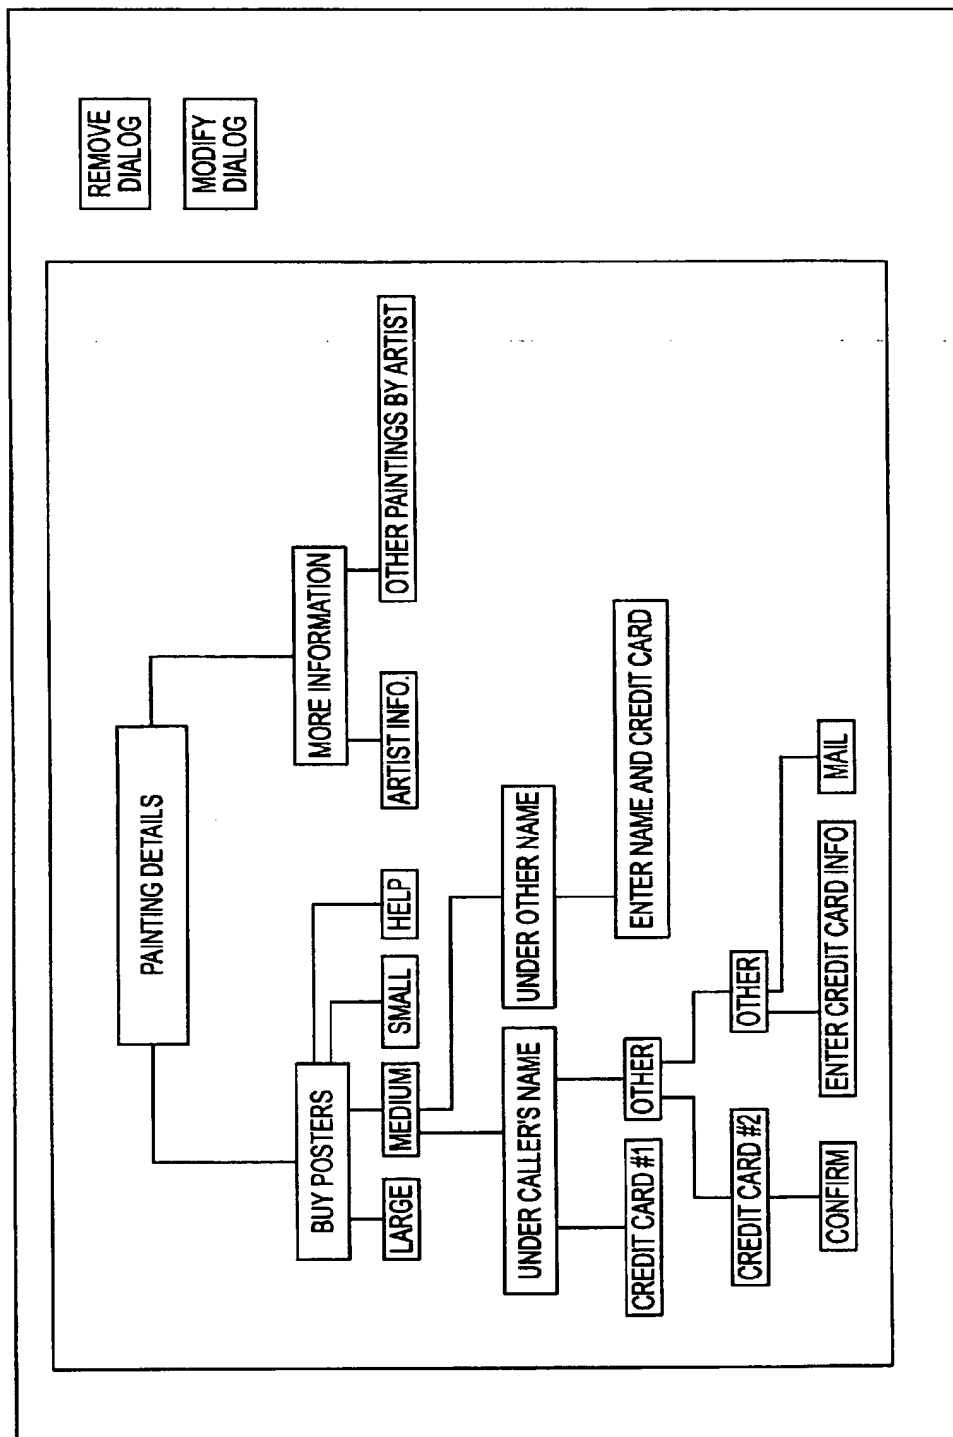 REMOVE
DIALOG
MODIFY
DIALOG
PAINTING DETAILS
BUY POSTERS
MORE INFORMATION
LARGE
MEDIUM
SMALL
HELP
ARTIST INFO.
OTHER PAINTINGS BY ARTIST
UNDER CALLER'S NAME
UNDER OTHER NAME
CREDIT CARD #1
OTHER
ENTER NAME AND CREDIT CARD
CREDIT CARD #2
OTHER
CONFIRM
ENTER CREDIT CARD INFO
MAIL